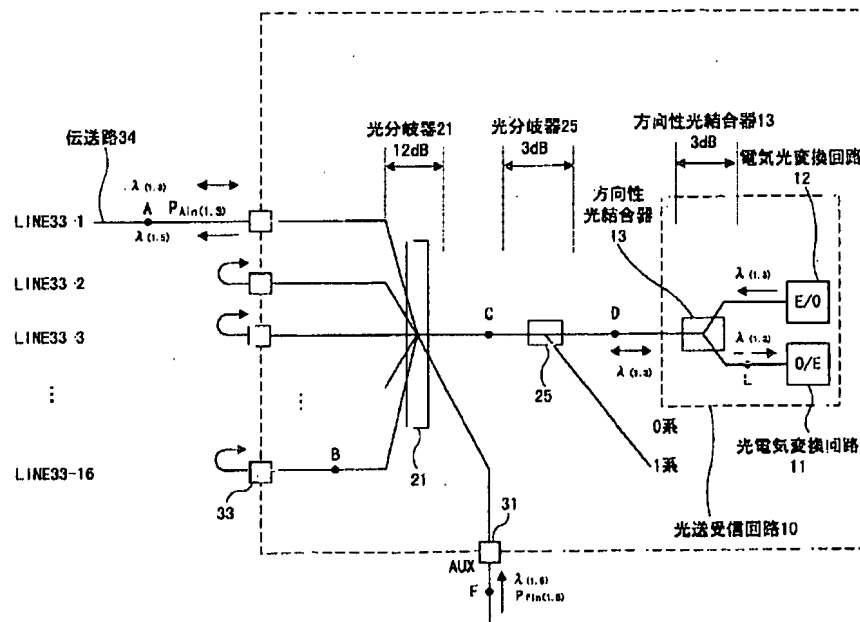 伝送路34
光分岐器21
12dB
光分岐器25
3dB
方向性光結合器13
3dB
電気光変換回路
12
方向性
光結合器
13
λ(1.3)
A
PAin(1.3)
λ(1.5)
LINE33-1
LINE33-2
LINE33-3
⋮
⋮
LINE33-16
33
B
21
C
25
D
λ(1.3)
λ(1.3)
E/O
λ(1.3)
O/E
L
0系
1系
光電気変換回路
11
光送受信回路10
31
AUX
F
λ(1.6)
PFin(1.6)